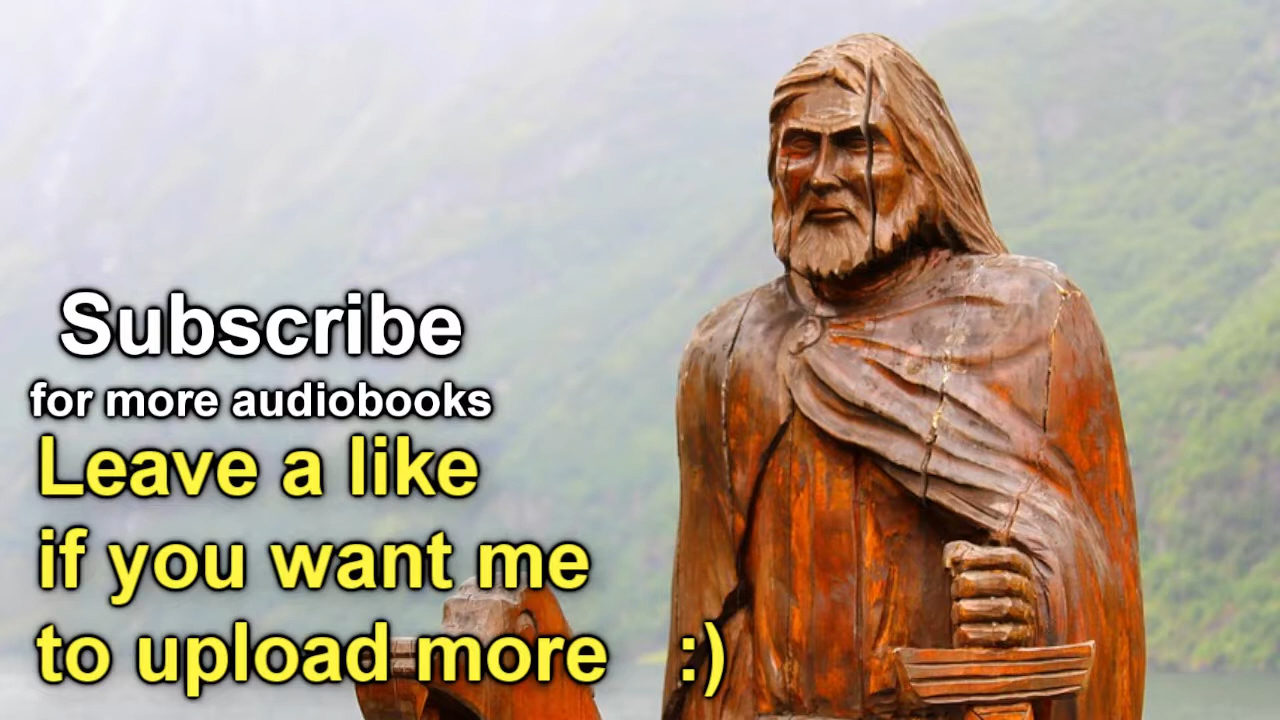 Subscribe
for more audiobooks
Leave a like
if you want me
to upload more :)